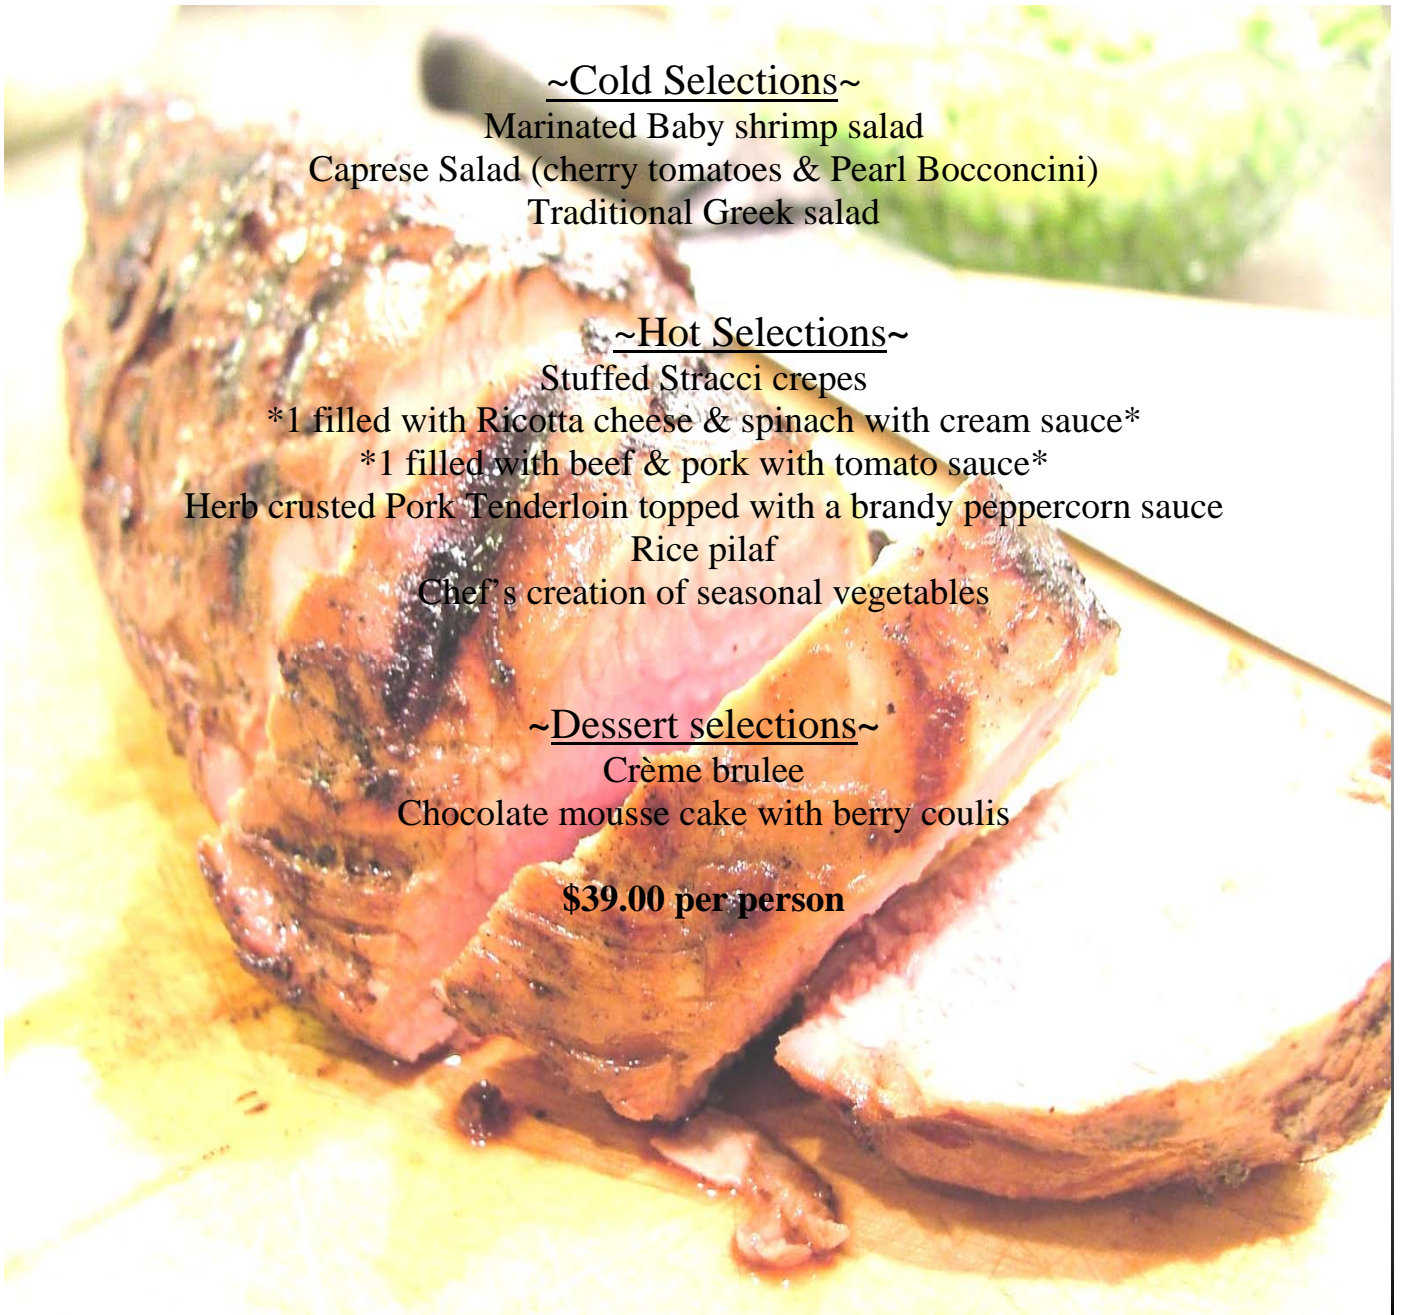 ~Cold Selections~
Marinated Baby shrimp salad
Caprese Salad (cherry tomatoes & Pearl Bocconcini)
Traditional Greek salad
~Hot Selections~
Stuffed Stracci crepes
*1 filled with Ricotta cheese & spinach with cream sauce*
*1 filled with beef & pork with tomato sauce*
Herb crusted Pork Tenderloin topped with a brandy peppercorn sauce
Rice pilaf
Chef’s creation of seasonal vegetables
~Dessert selections~
Crème brulee
Chocolate mousse cake with berry coulis
$39.00 per person